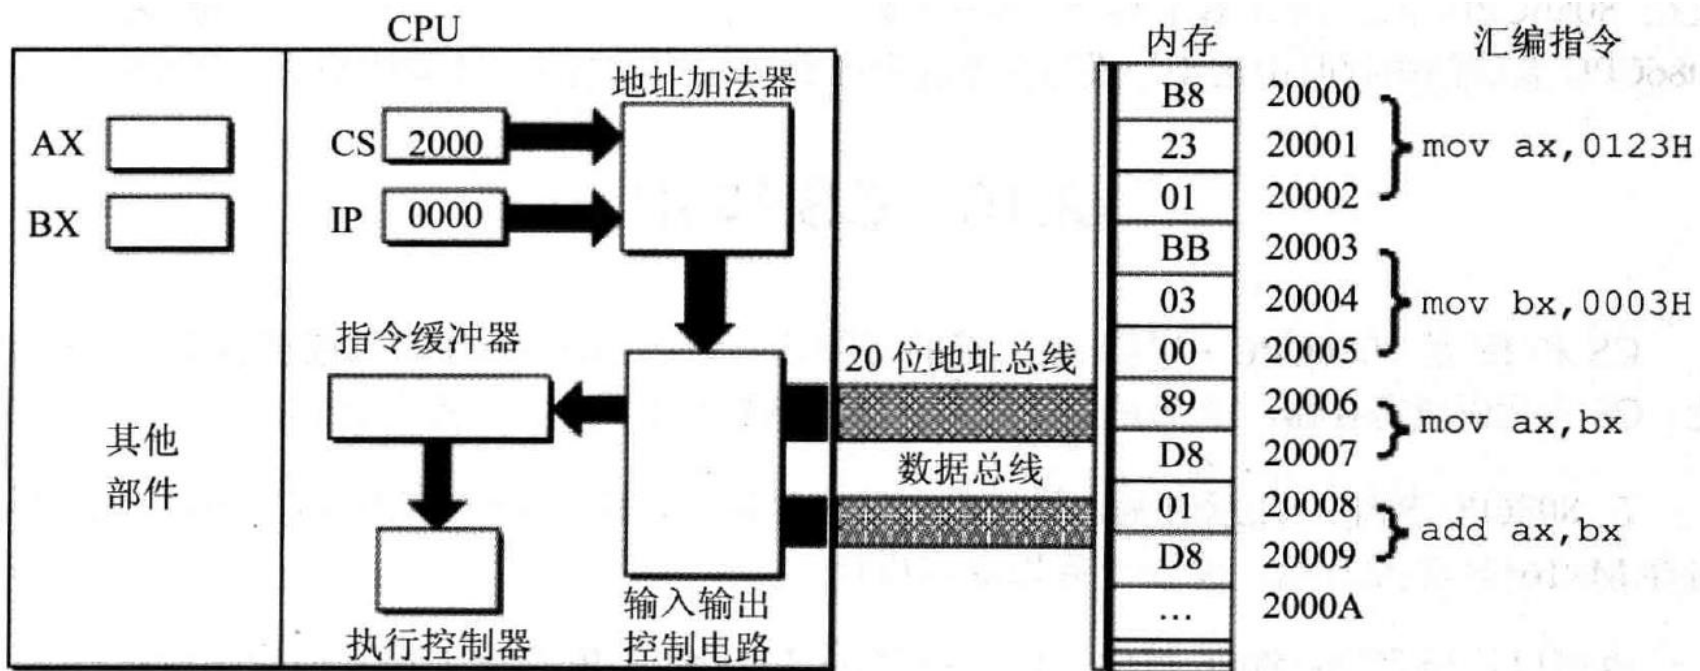 CPU
内存
汇编指令
地址加法器
AX
BX
CS
2000
IP
0000
指令缓冲器
其他
部件
执行控制器
输入输出
控制电路
20 位地址总线
数据总线
B8 20000
23 20001
01 20002
BB 20003
03 20004
00 20005
89 20006
D8 20007
01 20008
D8 20009
… 2000A
mov ax,0123H
mov bx,0003H
mov ax,bx
add ax,bx